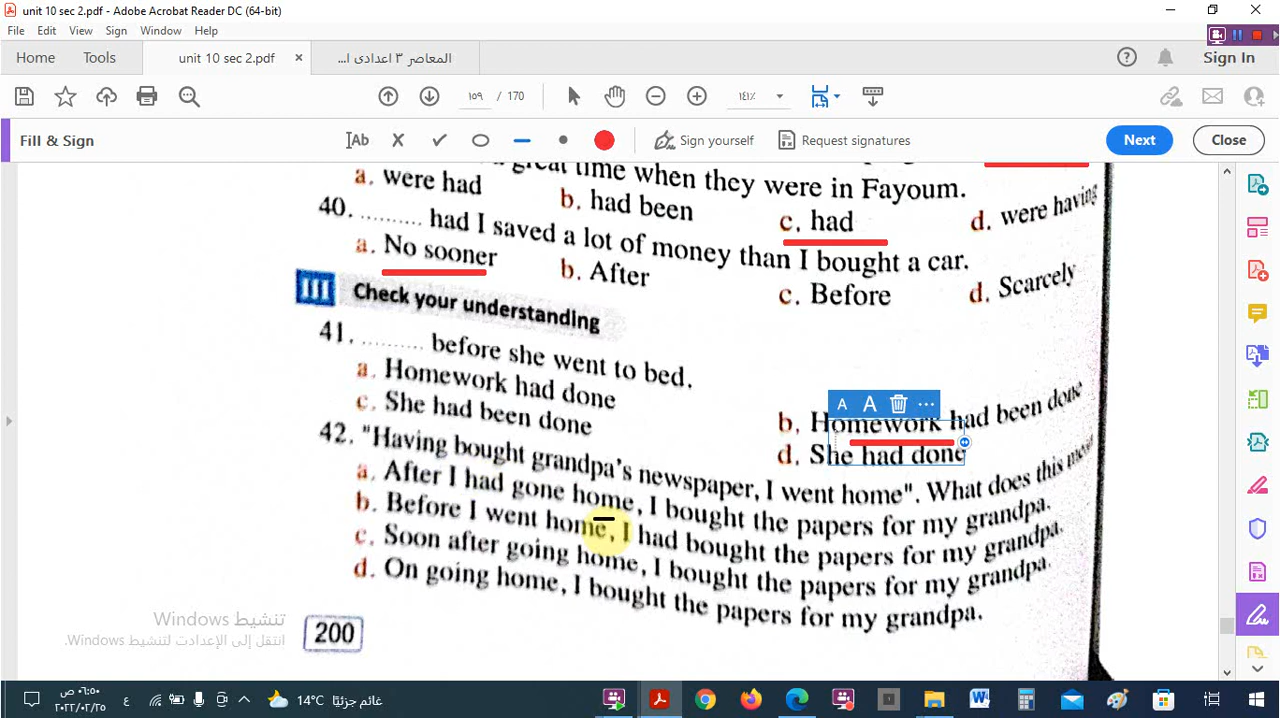 unit 10 sec 2.pdf - Adobe Acrobat Reader DC (64-bit)
File Edit View Sign Window Help
Home Tools unit 10 sec 2.pdf × المعاصر ٣ اعدادى ا...
Sign In
١٥٩ / 170 ١٤١٪
Fill & Sign Ab Sign yourself Request signatures Next Close
great time when they were in Fayoum.
a. were had b. had been c. had d. were having
40. .......... had I saved a lot of money than I bought a car.
a. No sooner b. After c. Before d. Scarcely
III Check your understanding
41. .......... before she went to bed.
a. Homework had done b. Homework had been done
c. She had been done d. She had done
A A ...
42. "Having bought grandpa's newspaper, I went home". What does this mean
a. After I had gone home, I bought the papers for my grandpa.
b. Before I went home, I had bought the papers for my grandpa.
c. Soon after going home, I bought the papers for my grandpa.
d. On going home, I bought the papers for my grandpa.
200
تنشيط Windows
انتقل إلى الإعدادات لتنشيط Windows.
٠٦:٥٠ ص
٢٠٢٢/٠٢/٢٥
ع
14°C غائم جزئيًا